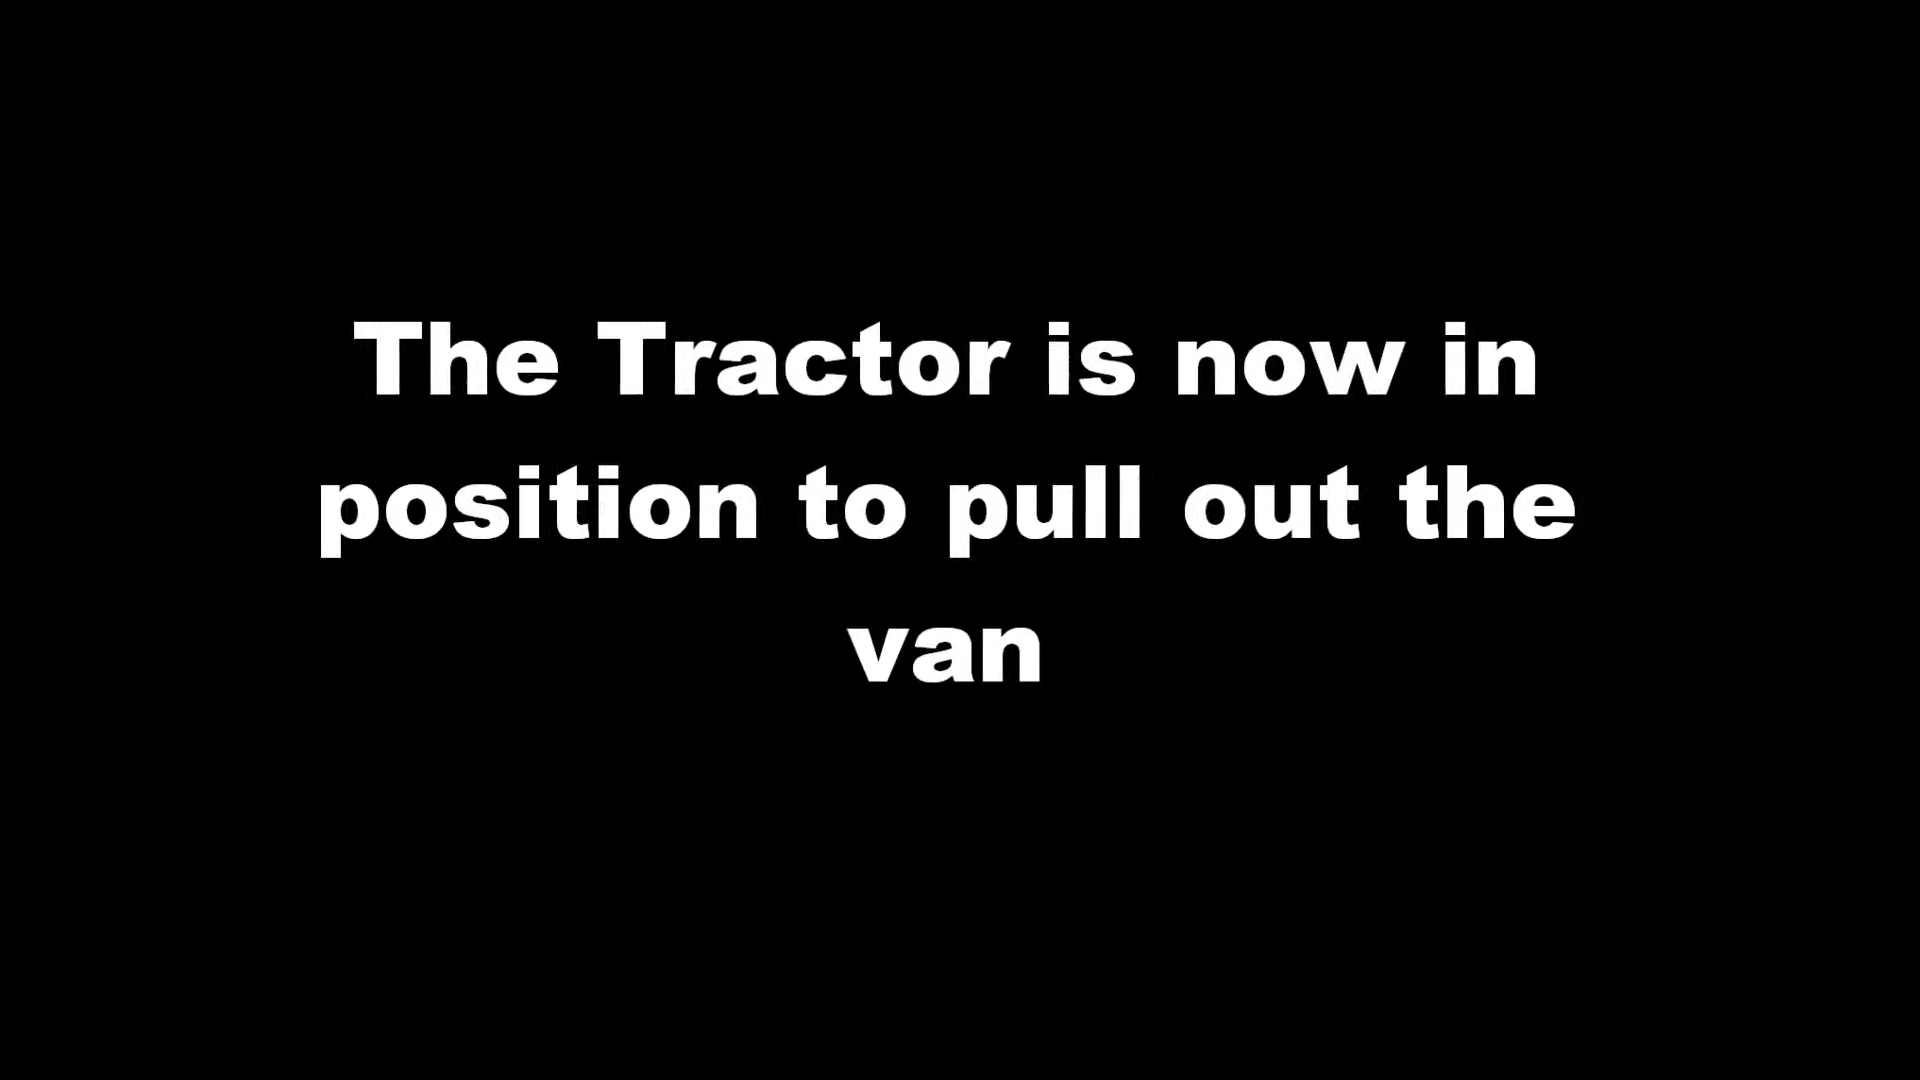 The Tractor is now in
position to pull out the
van